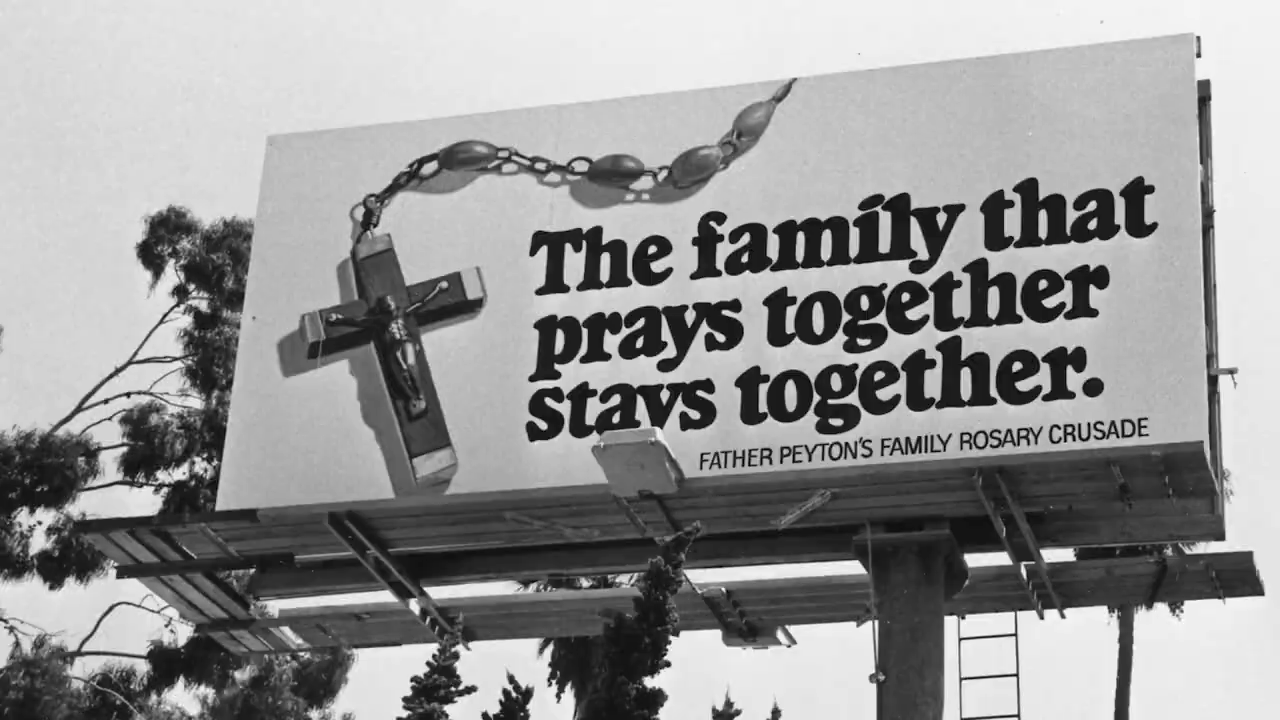 The family that
prays together
stays together.
FATHER PEYTON'S FAMILY ROSARY CRUSADE